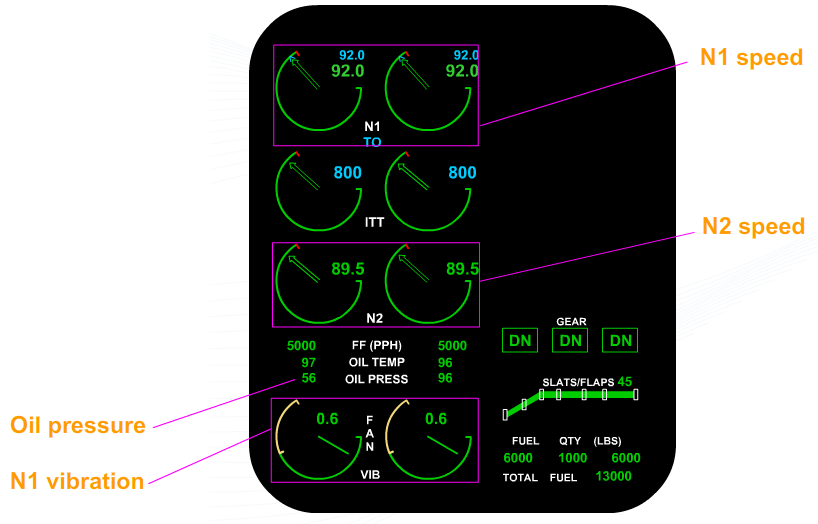 92.0 92.0
92.0 92.0
N1 speed
N1
TO
800 800
ITT
N2 speed
89.5 89.5
N2
GEAR
DN DN DN
5000 FF (PPH) 5000
97 OIL TEMP 96
56 OIL PRESS 96
SLATS/FLAPS 45
Oil pressure
0.6 FAN 0.6
VIB
N1 vibration
FUEL QTY (LBS)
6000 1000 6000
TOTAL FUEL 13000